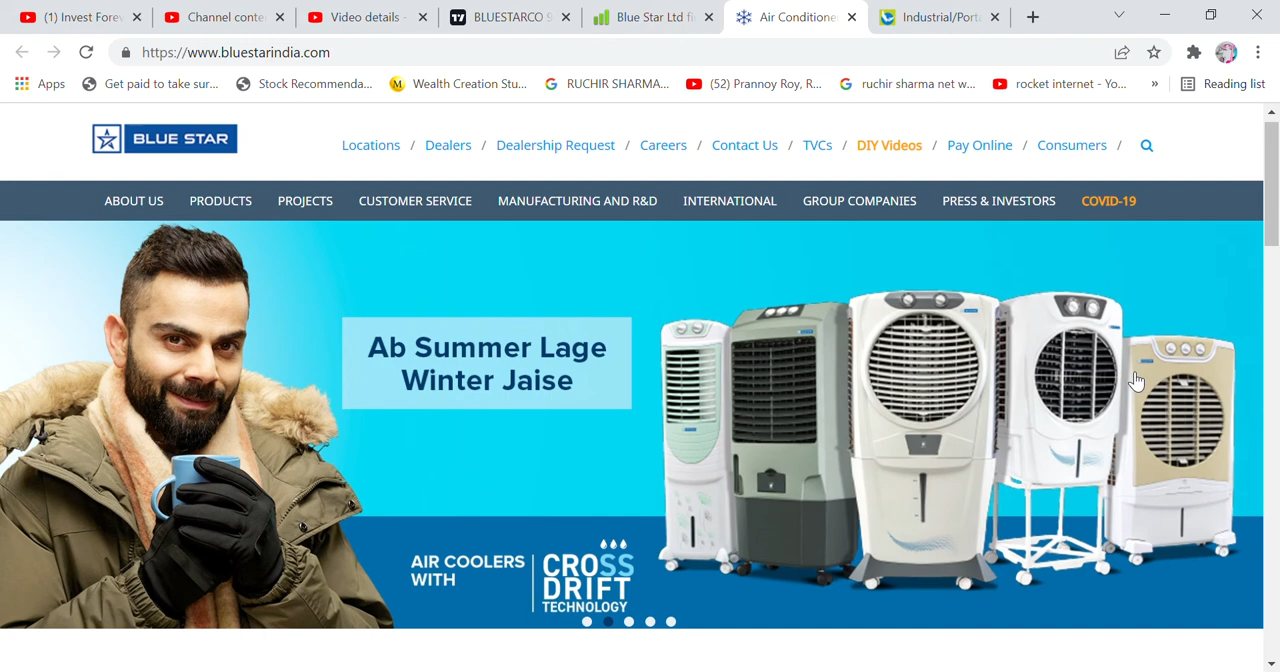 (1) Invest Forev
Channel conte
Video details -
BLUESTARCO 9
Blue Star Ltd fi
Air Conditione
Industrial/Porta
https://www.bluestarindia.com
Apps
Get paid to take sur...
Stock Recommenda...
M
Wealth Creation Stu...
RUCHIR SHARMA...
(52) Prannoy Roy, R...
ruchir sharma net w...
rocket internet - Yo...
»
Reading list
BLUE STAR
Locations / Dealers / Dealership Request / Careers / Contact Us / TVCs / DIY Videos / Pay Online / Consumers /
ABOUT US PRODUCTS PROJECTS CUSTOMER SERVICE MANUFACTURING AND R&D INTERNATIONAL GROUP COMPANIES PRESS & INVESTORS COVID-19
Ab Summer Lage
Winter Jaise
AIR COOLERS
WITH
CROSS
DRIFT
TECHNOLOGY